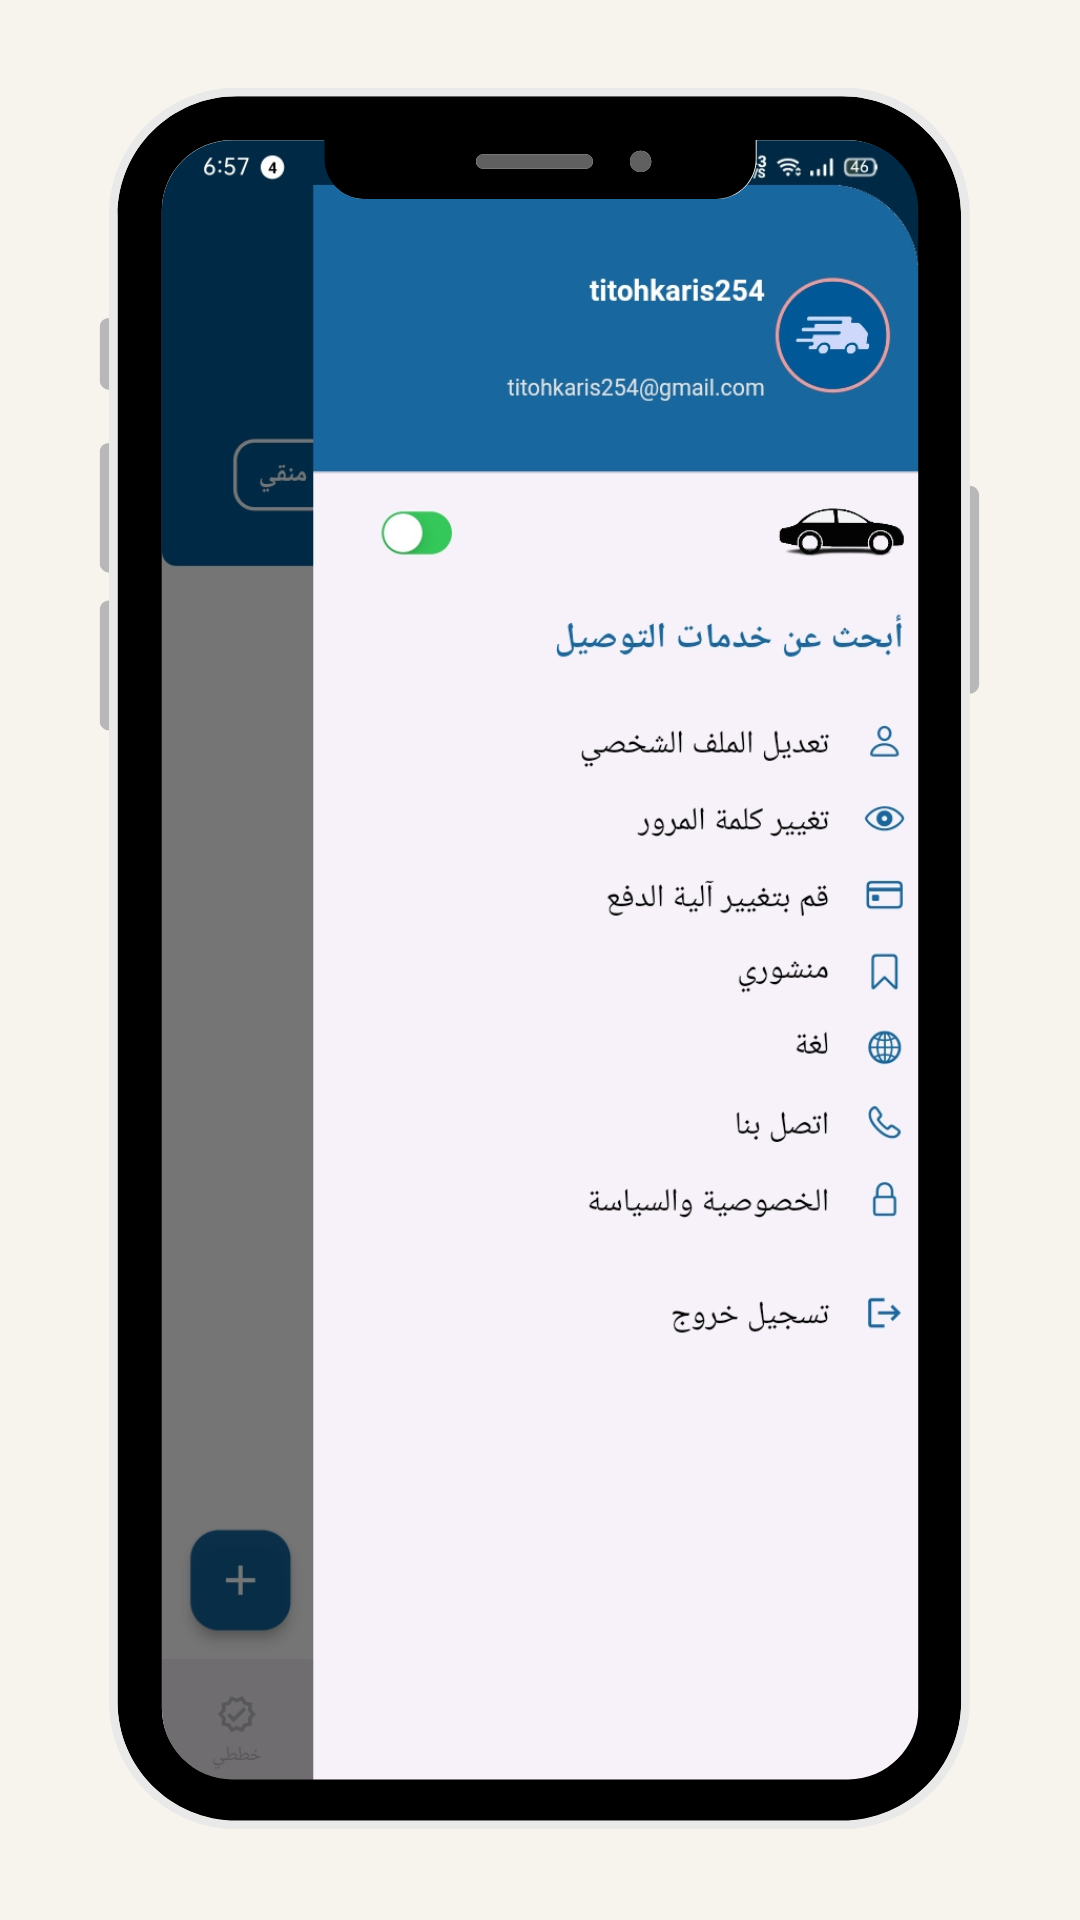 6:57 4
46
titohkaris254
titohkaris254@gmail.com
منقي
أبحث عن خدمات التوصيل
تعديل الملف الشخصي
تغيير كلمة المرور
قم بتغيير آلية الدفع
منشوري
لغة
اتصل بنا
الخصوصية والسياسة
تسجيل خروج
+
خططي